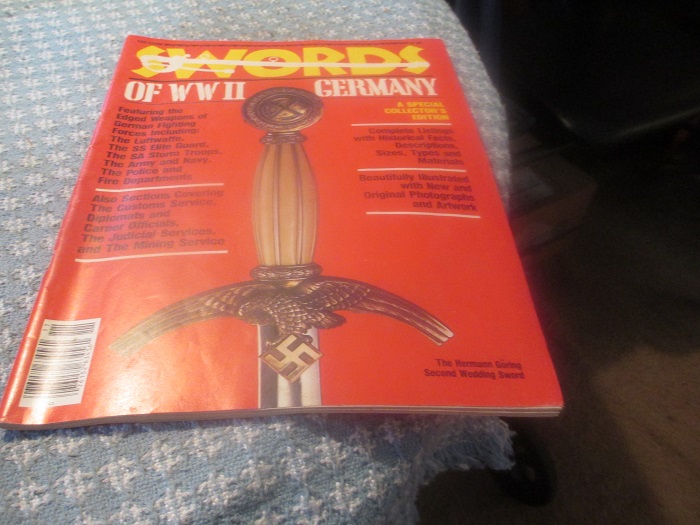 SWORDS
OF WW II GERMANY
Featuring the
Edged Weapons of
German Fighting
Forces Including:
The Luftwaffe,
The SS Elite Guard,
The SA Storm Troops,
The Army and Navy,
The Police and
Fire Departments
Also Sections Covering
The Customs Service,
Diplomats and
Career Officials,
The Judicial Services,
and The Mining Service
A SPECIAL
COLLECTOR'S
EDITION
Complete Listings
with Historical Facts,
Descriptions,
Sizes, Types and
Materials
Beautifully Illustrated
with New and
Original Photographs
and Artwork
The Hermann Göring
Second Wedding Sword